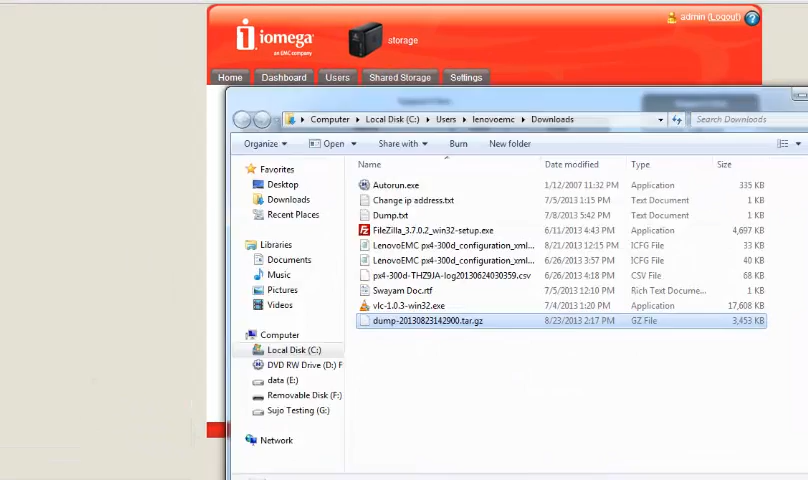 admin (Logout) ?
iomega
an EMC company
storage
Home Dashboard Users Shared Storage Settings
Computer Local Disk (C:) Users lenovoemc Downloads Search Downloads
Organize Open Share with Burn New folder
Favorites
Desktop
Downloads
Recent Places
Libraries
Documents
Music
Pictures
Videos
Computer
Local Disk (C:)
DVD RW Drive (D:) F
data (E:)
Removable Disk (F:)
Sujo Testing (G:)
Network
Name Date modified Type Size
Autorun.exe 1/12/2007 11:32 PM Application 335 KB
Change ip address.txt 7/5/2013 1:15 PM Text Document 1 KB
Dump.txt 7/8/2013 5:42 PM Text Document 1 KB
FileZilla_3.7.0.2_win32-setup.exe 6/11/2013 4:43 PM Application 4,697 KB
LenovoEMC px4-300d_configuration_xml... 8/21/2013 12:15 PM ICFG File 41 KB
LenovoEMC px4-300d_configuration_xml... 6/26/2013 3:57 PM ICFG File 40 KB
px4-300d-THZ9JA-log20130624030359.csv 6/26/2013 4:18 PM CSV File 68 KB
Swayam Doc.rtf 7/5/2013 12:10 PM Rich Text Docume... 1 KB
vlc-1.0.3-win32.exe 7/4/2013 1:20 PM Application 17,608 KB
dump-20130823142900.tar.gz 8/23/2013 2:17 PM GZ File 3,453 KB